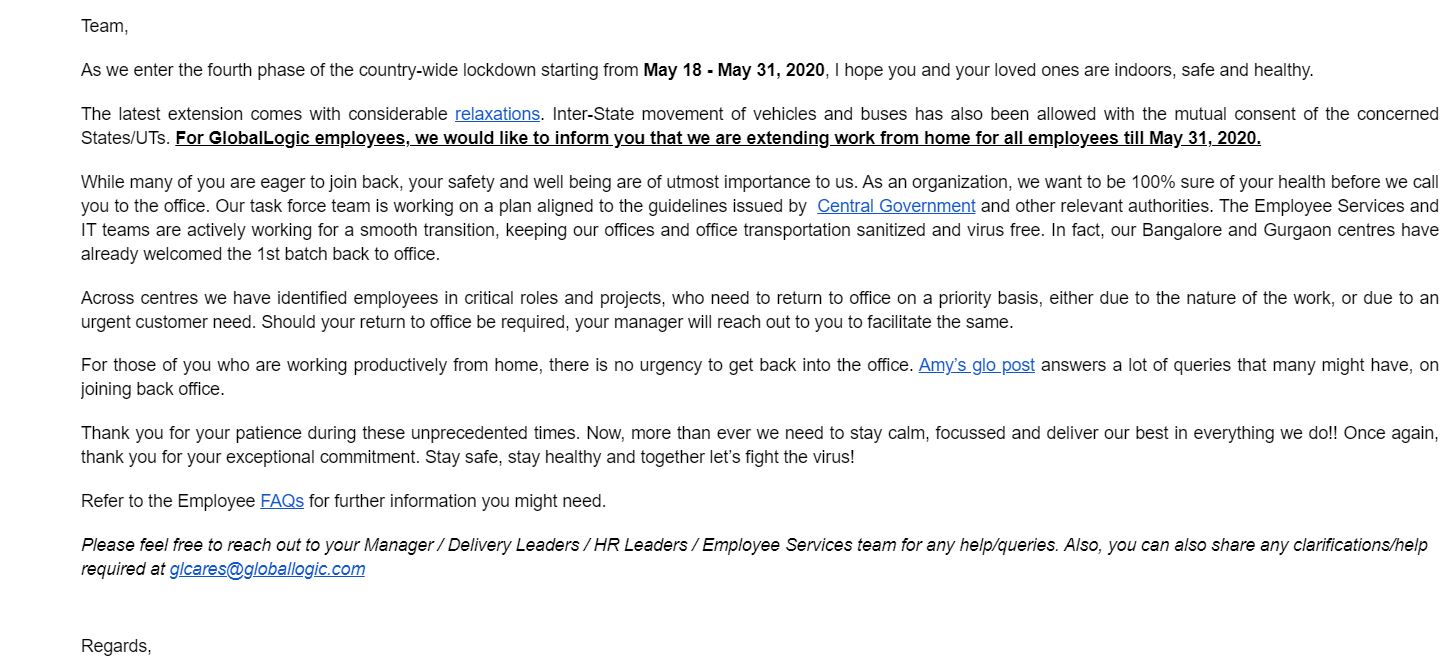 Team,
As we enter the fourth phase of the country-wide lockdown starting from May 18 - May 31, 2020, I hope you and your loved ones are indoors, safe and healthy.
The latest extension comes with considerable relaxations. Inter-State movement of vehicles and buses has also been allowed with the mutual consent of the concerned
States/UTs. For GlobalLogic employees, we would like to inform you that we are extending work from home for all employees till May 31, 2020.
While many of you are eager to join back, your safety and well being are of utmost importance to us. As an organization, we want to be 100% sure of your health before we call
you to the office. Our task force team is working on a plan aligned to the guidelines issued by  Central Government and other relevant authorities. The Employee Services and
IT teams are actively working for a smooth transition, keeping our offices and office transportation sanitized and virus free. In fact, our Bangalore and Gurgaon centres have
already welcomed the 1st batch back to office.
Across centres we have identified employees in critical roles and projects, who need to return to office on a priority basis, either due to the nature of the work, or due to an
urgent customer need. Should your return to office be required, your manager will reach out to you to facilitate the same.
For those of you who are working productively from home, there is no urgency to get back into the office. Amy's glo post answers a lot of queries that many might have, on
joining back office.
Thank you for your patience during these unprecedented times. Now, more than ever we need to stay calm, focussed and deliver our best in everything we do!! Once again,
thank you for your exceptional commitment. Stay safe, stay healthy and together let's fight the virus!
Refer to the Employee FAQs for further information you might need.
Please feel free to reach out to your Manager / Delivery Leaders / HR Leaders / Employee Services team for any help/queries. Also, you can also share any clarifications/help
required at glcares@globallogic.com
Regards,